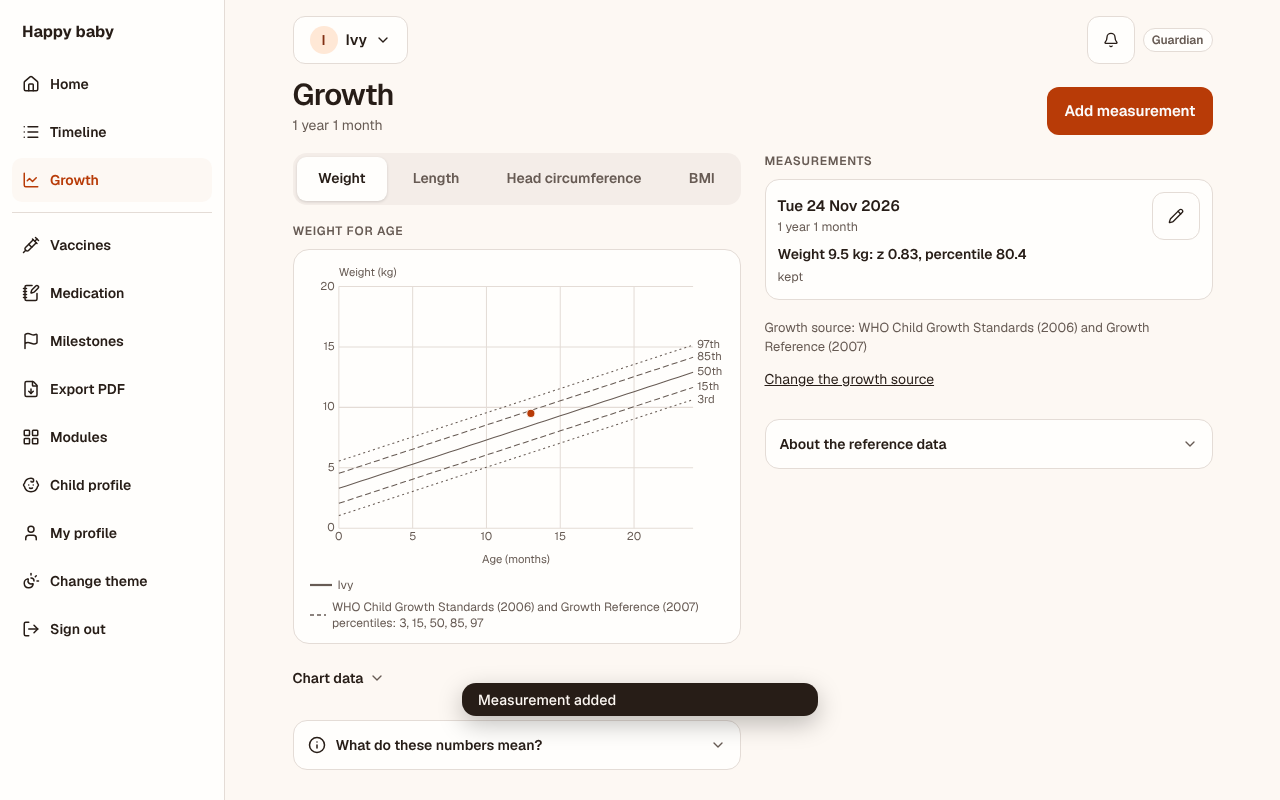 Happy baby
Home
Timeline
Growth
Vaccines
Medication
Milestones
Export PDF
Modules
Child profile
My profile
Change theme
Sign out
I
Ivy
Guardian
Growth
1 year 1 month
Add measurement
Weight
Length
Head circumference
BMI
WEIGHT FOR AGE
Weight (kg)
20
15
10
5
0
0
5
10
15
20
97th
85th
50th
15th
3rd
Age (months)
Ivy
WHO Child Growth Standards (2006) and Growth Reference (2007)
percentiles: 3, 15, 50, 85, 97
Chart data
What do these numbers mean?
MEASUREMENTS
Tue 24 Nov 2026
1 year 1 month
Weight 9.5 kg: z 0.83, percentile 80.4
kept
Growth source: WHO Child Growth Standards (2006) and Growth
Reference (2007)
Change the growth source
About the reference data
Measurement added